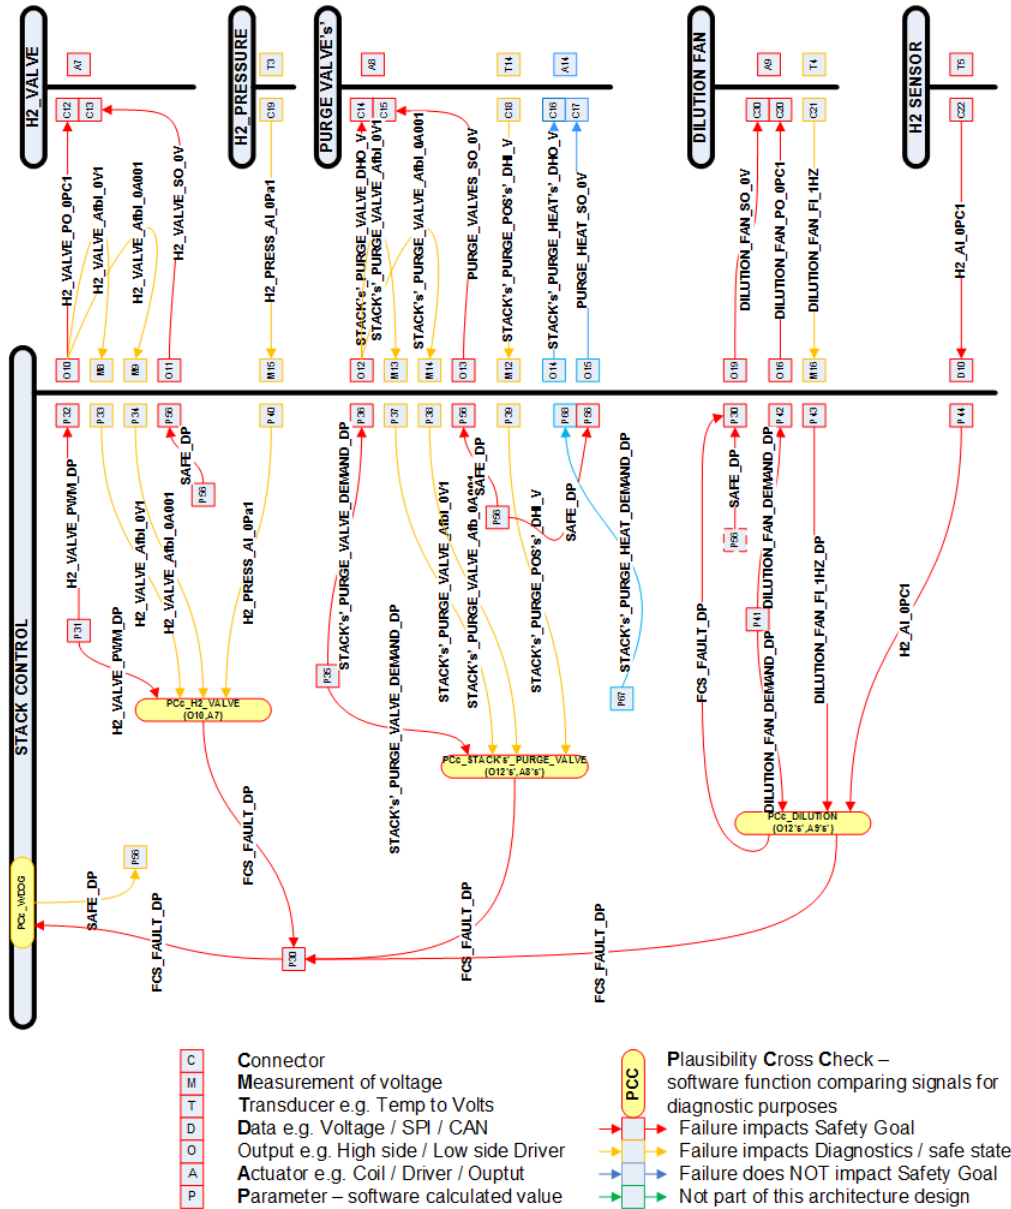 H2_VALVE
H2_PRESSURE
PURGE VALVE's'
DILUTION FAN
H2 SENSOR
A7
T3
A8
T14
A14
A9
T4
T5
C12
C13
C19
C14
C15
C18
C16
C17
C30
C20
C21
C22
H2_VALVE_PO_0PC1
H2_VALVE_Afbl_0V1
H2_VALVE_Afbl_0A001
H2_VALVE_SO_0V
H2_PRESS_AI_0Pa1
STACK's'_PURGE_VALVE_DHO_V
STACK's'_PURGE_VALVE_Afbl_0V1
STACK's'_PURGE_VALVE_Afbl_0A001
PURGE_VALVES_SO_0V
STACK's'_PURGE_POS's'_DHI_V
STACK's'_PURGE_HEAT's'_DHO_V
PURGE_HEAT_SO_0V
DILUTION_FAN_SO_0V
DILUTION_FAN_PO_0PC1
DILUTION_FAN_FI_1HZ
H2_AI_0PC1
O10
M8
M9
O11
M15
O12
M13
M14
O13
M12
O14
O15
O19
O16
M16
D10
STACK CONTROL
P32
P33
P34
P56
P40
P36
P37
P38
P56
P39
P68
P56
P30
P42
P43
P44
H2_VALVE_PWM_DP
H2_VALVE_Afbl_0V1
H2_VALVE_Afbl_0A001
SAFE_DP
P56
H2_PRESS_AI_0Pa1
STACK's'_PURGE_VALVE_DEMAND_DP
STACK's'_PURGE_VALVE_Afbl_0V1
STACK's'_PURGE_VALVE_Afb_0A001
SAFE_DP
P56
STACK's'_PURGE_POS's'_DHI_V
SAFE_DP
STACK's'_PURGE_HEAT_DEMAND_DP
P67
FCS_FAULT_DP
SAFE_DP
P56
DILUTION_FAN_DEMAND_DP
P41
DILUTION_FAN_DEMAND_DP
DILUTION_FAN_FI_1HZ_DP
H2_AI_0PC1
P31
H2_VALVE_PWM_DP
P35
STACK's'_PURGE_VALVE_DEMAND_DP
PCc_H2_VALVE
(O10,A7)
PCc_STACK's'_PURGE_VALVE
(O12's',A8's')
PCc_DILUTION
(O12's',A9's')
FCS_FAULT_DP
PCc_WDOG
SAFE_DP
P56
FCS_FAULT_DP
P30
FCS_FAULT_DP
FCS_FAULT_DP
C Connector
M Measurement of voltage
T Transducer e.g. Temp to Volts
D Data e.g. Voltage / SPI / CAN
O Output e.g. High side / Low side Driver
A Actuator e.g. Coil / Driver / Ouptut
P Parameter – software calculated value
PCC
Plausibility Cross Check –
software function comparing signals for
diagnostic purposes
Failure impacts Safety Goal
Failure impacts Diagnostics / safe state
Failure does NOT impact Safety Goal
Not part of this architecture design